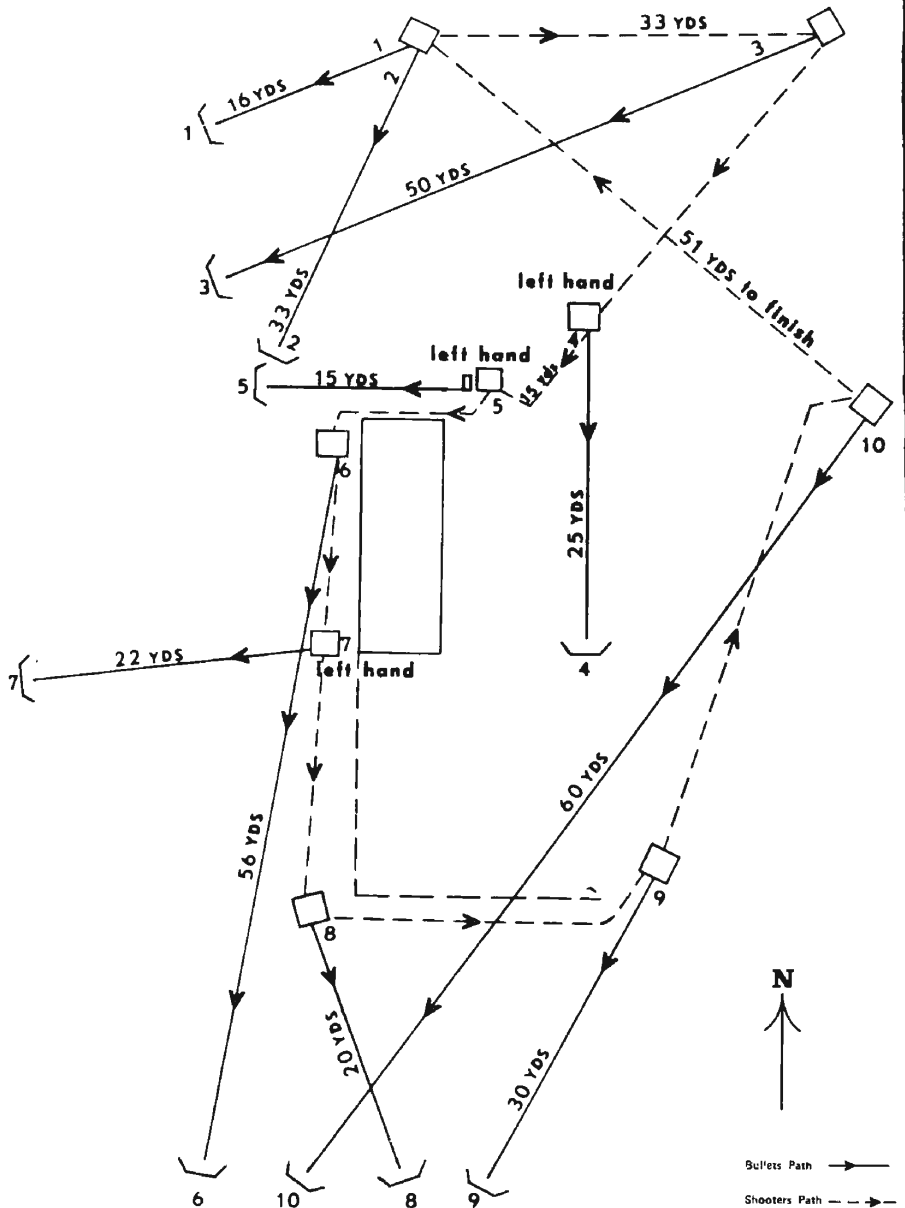 33 YDS
1
2
3
16 YDS
1
50 YDS
3
33 YDS
2
51 YDS to finish
left hand
left hand
15 Yds
5
15 YDS
5
6
10
25 YDS
4
7
left hand
22 YDS
7
60 YDS
56 YDS
9
8
20 YDS
30 YDS
N
6
10
8
9
Bullets Path
Shooters Path